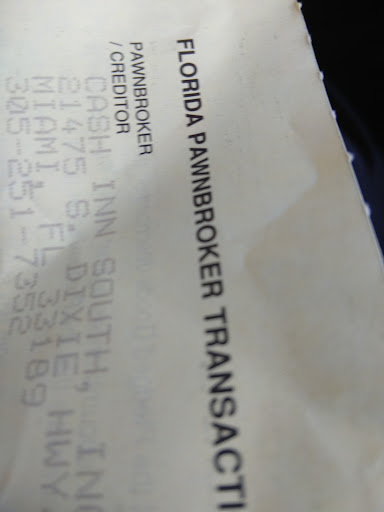 FLORIDA PAWNBROKER TRANSACTI
PAWNBROKER
/ CREDITOR
CASH INN SOUTH, INC
21475 S. DIXIE HWY.
MIAMI, FL 33189
305-251-7352